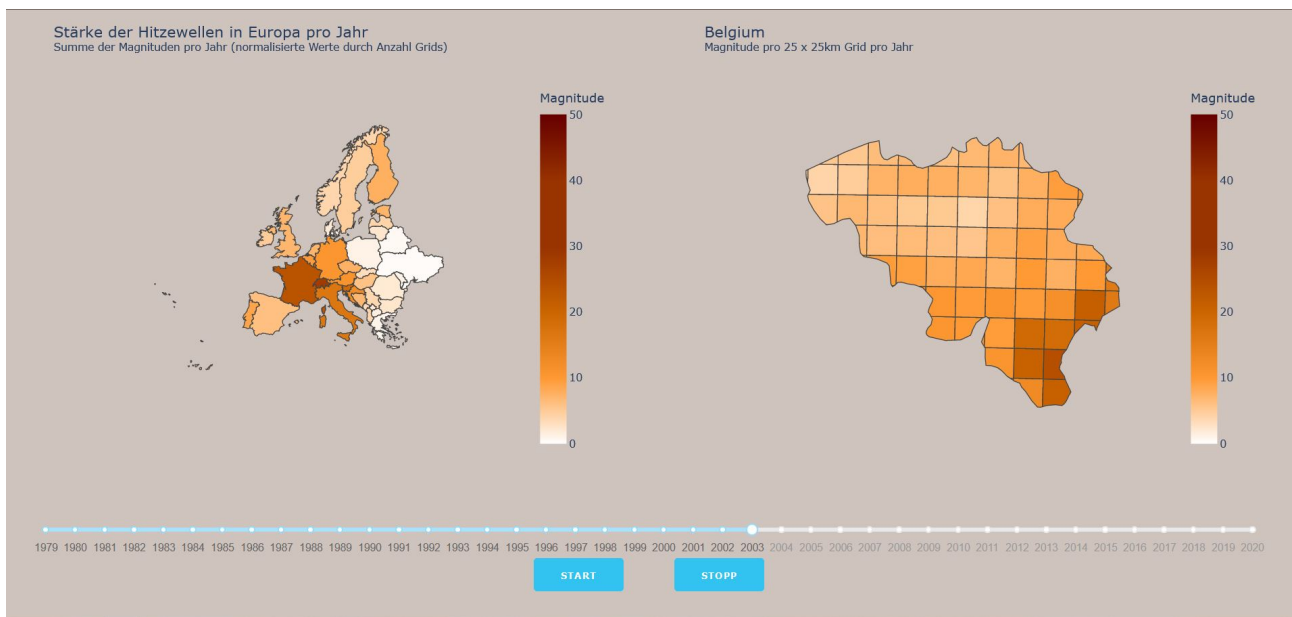 Stärke der Hitzewellen in Europa pro Jahr
Summe der Magnituden pro Jahr (normalisierte Werte durch Anzahl Grids)
Magnitude
50
40
30
20
10
0
Belgium
Magnitude pro 25 x 25km Grid pro Jahr
Magnitude
50
40
30
20
10
0
1979 1980 1981 1982 1983 1984 1985 1986 1987 1988 1989 1990 1991 1992 1993 1994 1995 1996 1997 1998 1999 2000 2001 2002 2003 2004 2005 2006 2007 2008 2009 2010 2011 2012 2013 2014 2015 2016 2017 2018 2019 2020
START
STOPP